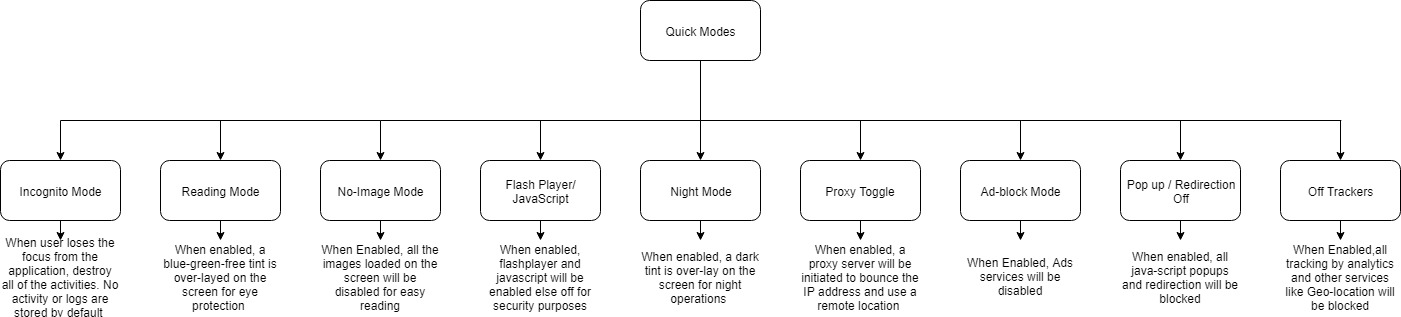 Quick Modes
Incognito Mode
Reading Mode
No-Image Mode
Flash Player/
JavaScript
Night Mode
Proxy Toggle
Ad-block Mode
Pop up / Redirection
Off
Off Trackers
When user loses the
focus from the
application, destroy
all of the activities. No
activity or logs are
stored by default
When enabled, a
blue-green-free tint is
over-layed on the
screen for eye
protection
When Enabled, all the
images loaded on the
screen will be
disabled for easy
reading
When enabled,
flashplayer and
javascript will be
enabled else off for
security purposes
When enabled, a dark
tint is over-lay on the
screen for night
operations
When enabled, a
proxy server will be
initiated to bounce the
IP address and use a
remote location
When Enabled, Ads
services will be
disabled
When enabled, all
java-script popups
and redirection will be
blocked
When Enabled,all
tracking by analytics
and other services
like Geo-location will
be blocked